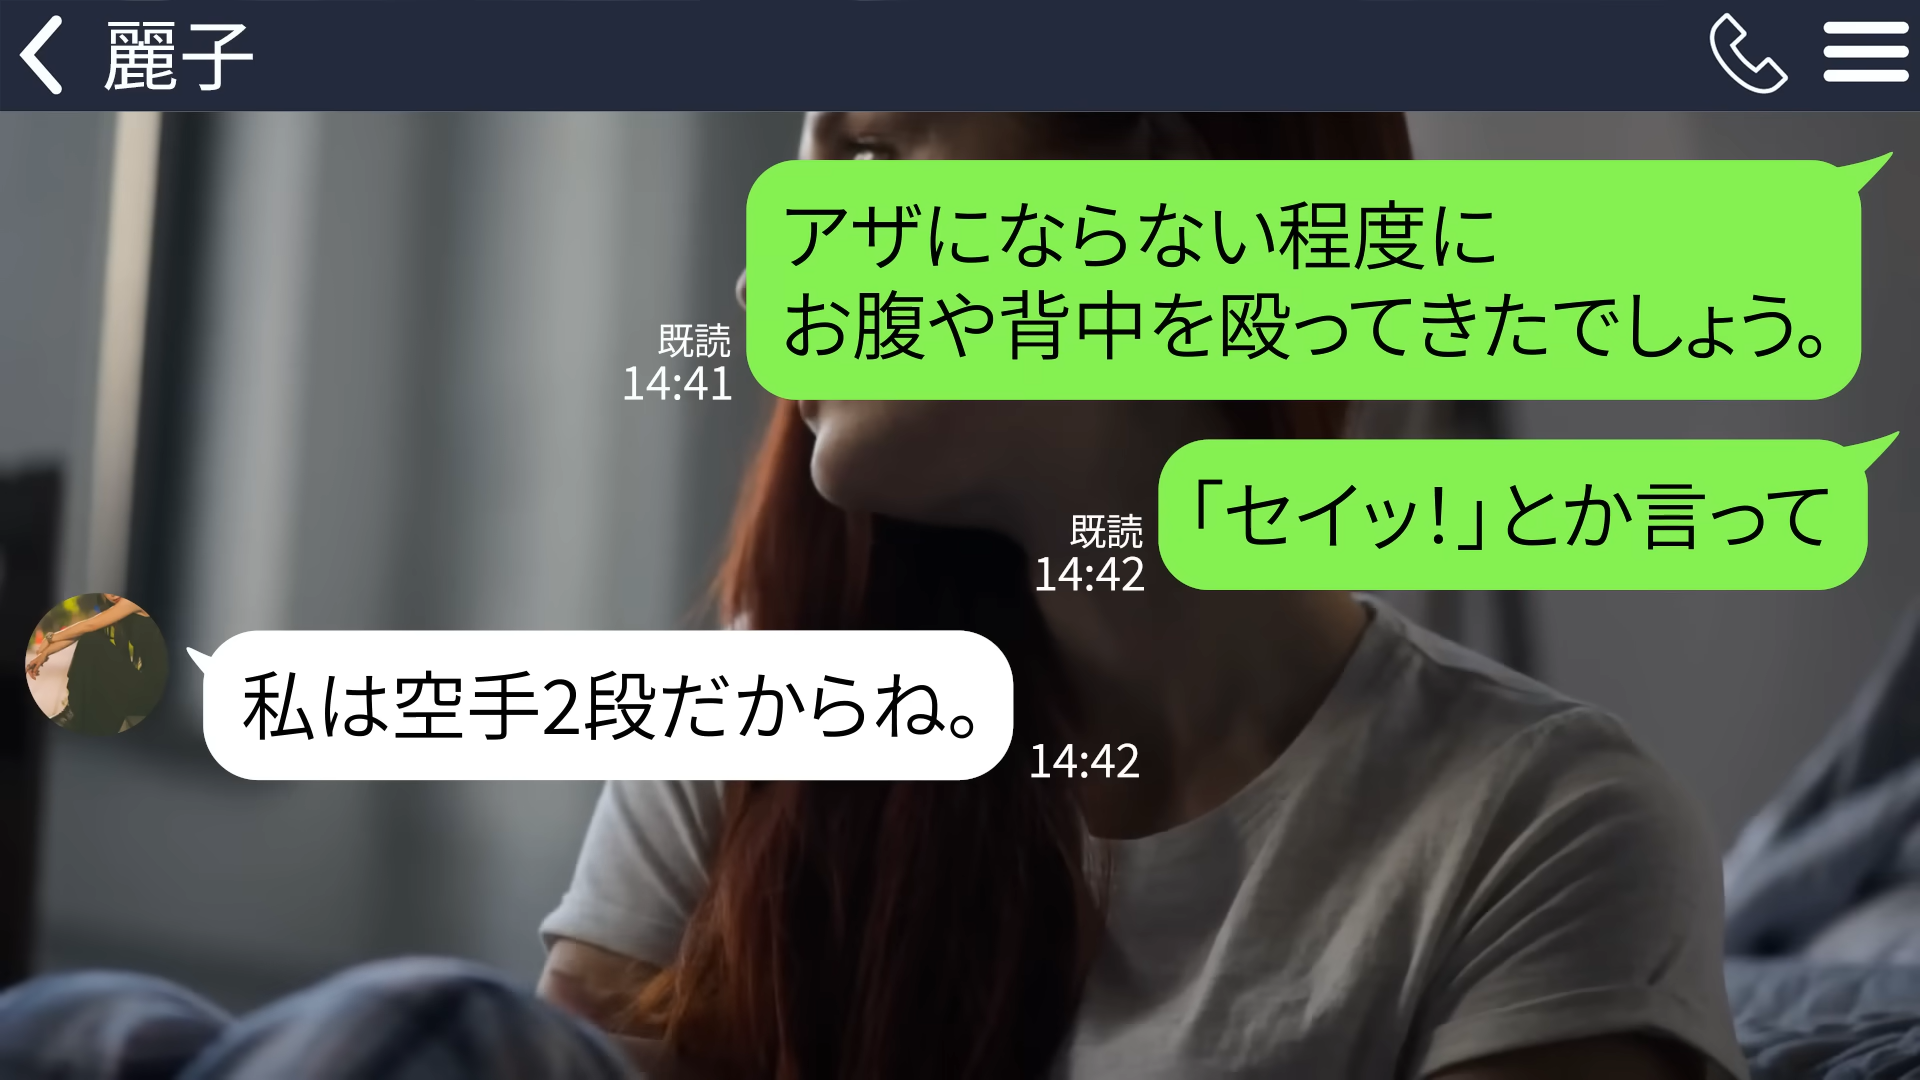 麗子
アザにならない程度に
お腹や背中を殴ってきたでしょう。
既読
14:41
「セイッ!」とか言って
既読
14:42
私は空手2段だからね。
14:42